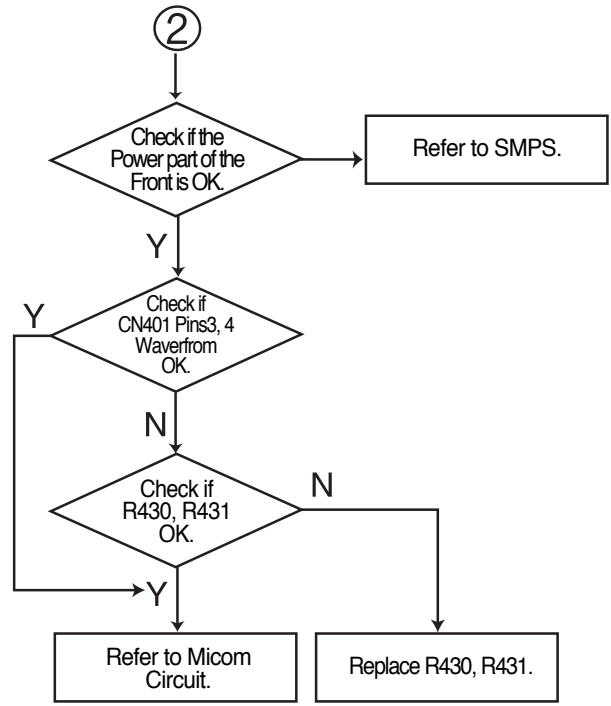 2
Check if the
Power part of the
Front is OK.
Refer to SMPS.
Y
Check if
CN401 Pins3, 4
Waverfrom
OK.
Y
N
Check if
R430, R431
OK.
N
Y
Refer to Micom
Circuit.
Replace R430, R431.